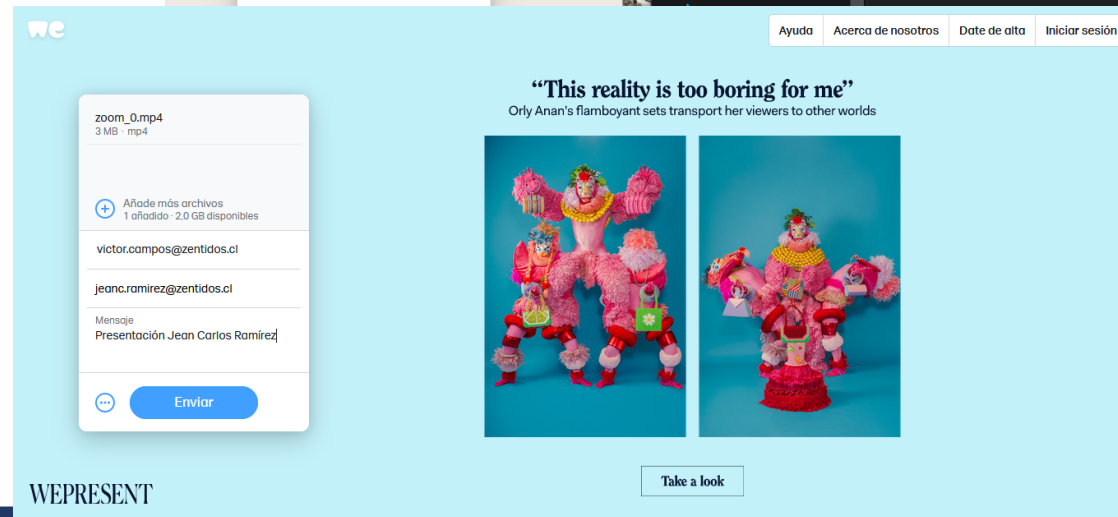 we
Ayuda Acerca de nosotros Date de alta Iniciar sesión
zoom_0.mp4
3 MB · mp4
Añade más archivos
1 añadido · 2,0 GB disponibles
victor.campos@zentidos.cl
jeanc.ramirez@zentidos.cl
Mensaje
Presentación Jean Carlos Ramírez
Enviar
“This reality is too boring for me”
Orly Anan's flamboyant sets transport her viewers to other worlds
Take a look
WEPRESENT